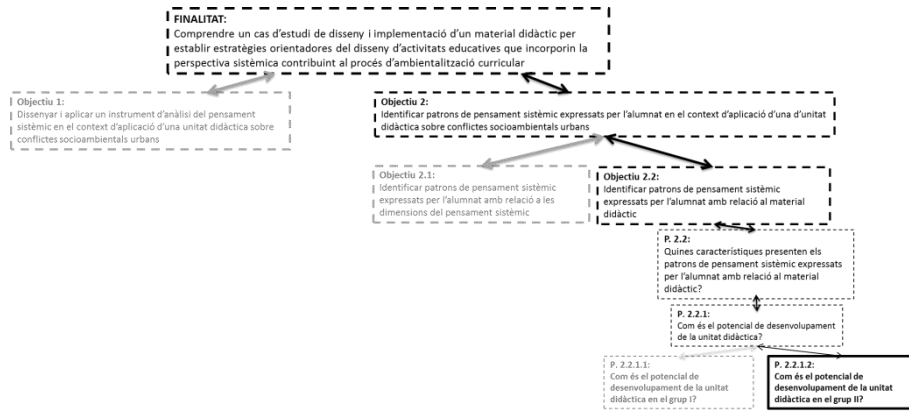 FINALITAT:
Comprendre un cas d'estudi de disseny i implementació d'un material didàctic per
establir estratègies orientadores del disseny d'activitats educatives que incorporin la
perspectiva sistèmica contribuint al procés d'ambientalització curricular
Objectiu 1:
Dissenyar i aplicar un instrument d'anàlisi del pensament
sistèmic en el context d'aplicació d'una unitat didàctica sobre
conflictes socioambientals urbans
Objectiu 2:
Identificar patrons de pensament sistèmic expressats per l'alumnat en el context d'aplicació d'una d'unitat
didàctica sobre conflictes socioambientals urbans
Objectiu 2.1:
Identificar patrons de pensament sistèmic
expressats per l'alumnat amb relació a les
dimensions del pensament sistèmic
Objectiu 2.2:
Identificar patrons de pensament sistèmic
expressats per l'alumnat amb relació al material
didàctic
P. 2.2:
Quines característiques presenten els
patrons de pensament sistèmic expressats
per l'alumnat amb relació al material
didàctic?
P. 2.2.1:
Com és el potencial de desenvolupament
de la unitat didàctica?
P. 2.2.1.1:
Com és el potencial de
desenvolupament de la unitat
didàctica en el grup I?
P. 2.2.1.2:
Com és el potencial de
desenvolupament de la unitat
didàctica en el grup II?